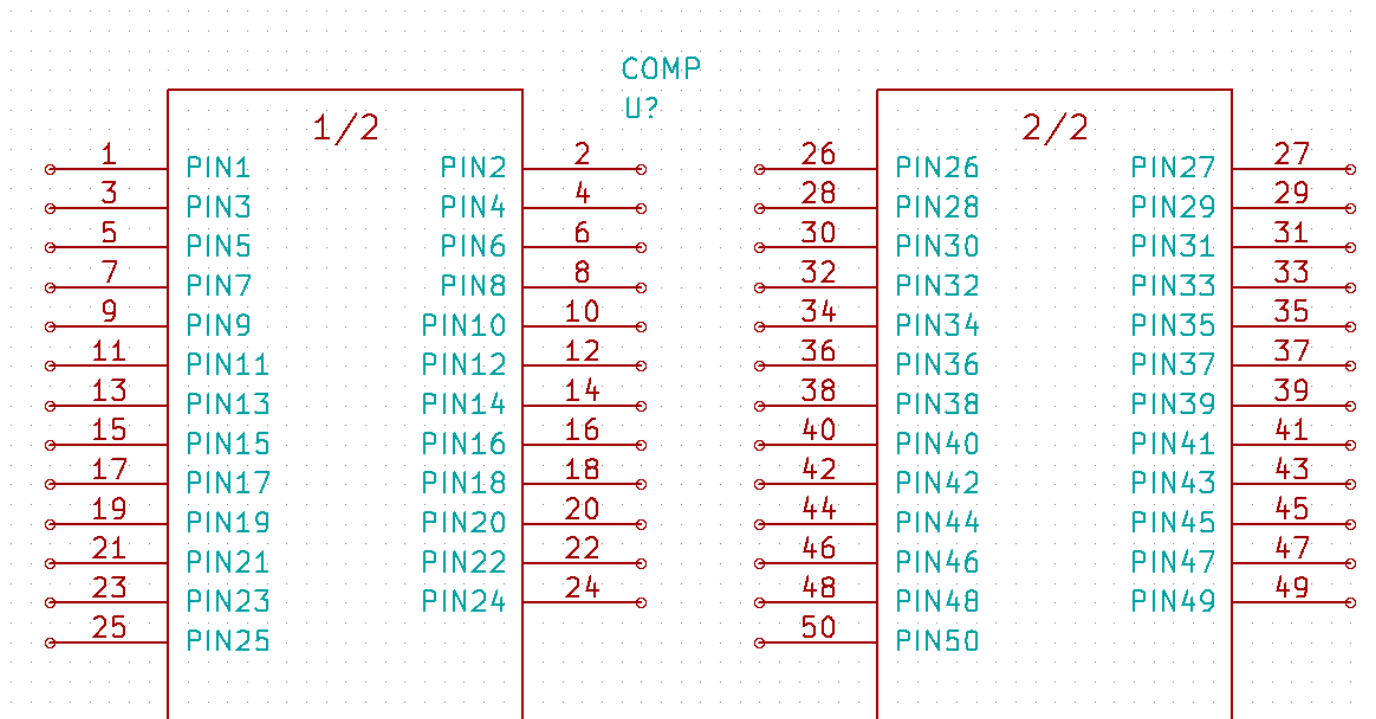 COMP
U?
1/2
1 PIN1 PIN2 2
3 PIN3 PIN4 4
5 PIN5 PIN6 6
7 PIN7 PIN8 8
9 PIN9 PIN10 10
11 PIN11 PIN12 12
13 PIN13 PIN14 14
15 PIN15 PIN16 16
17 PIN17 PIN18 18
19 PIN19 PIN20 20
21 PIN21 PIN22 22
23 PIN23 PIN24 24
25 PIN25
2/2
26 PIN26 PIN27 27
28 PIN28 PIN29 29
30 PIN30 PIN31 31
32 PIN32 PIN33 33
34 PIN34 PIN35 35
36 PIN36 PIN37 37
38 PIN38 PIN39 39
40 PIN40 PIN41 41
42 PIN42 PIN43 43
44 PIN44 PIN45 45
46 PIN46 PIN47 47
48 PIN48 PIN49 49
50 PIN50